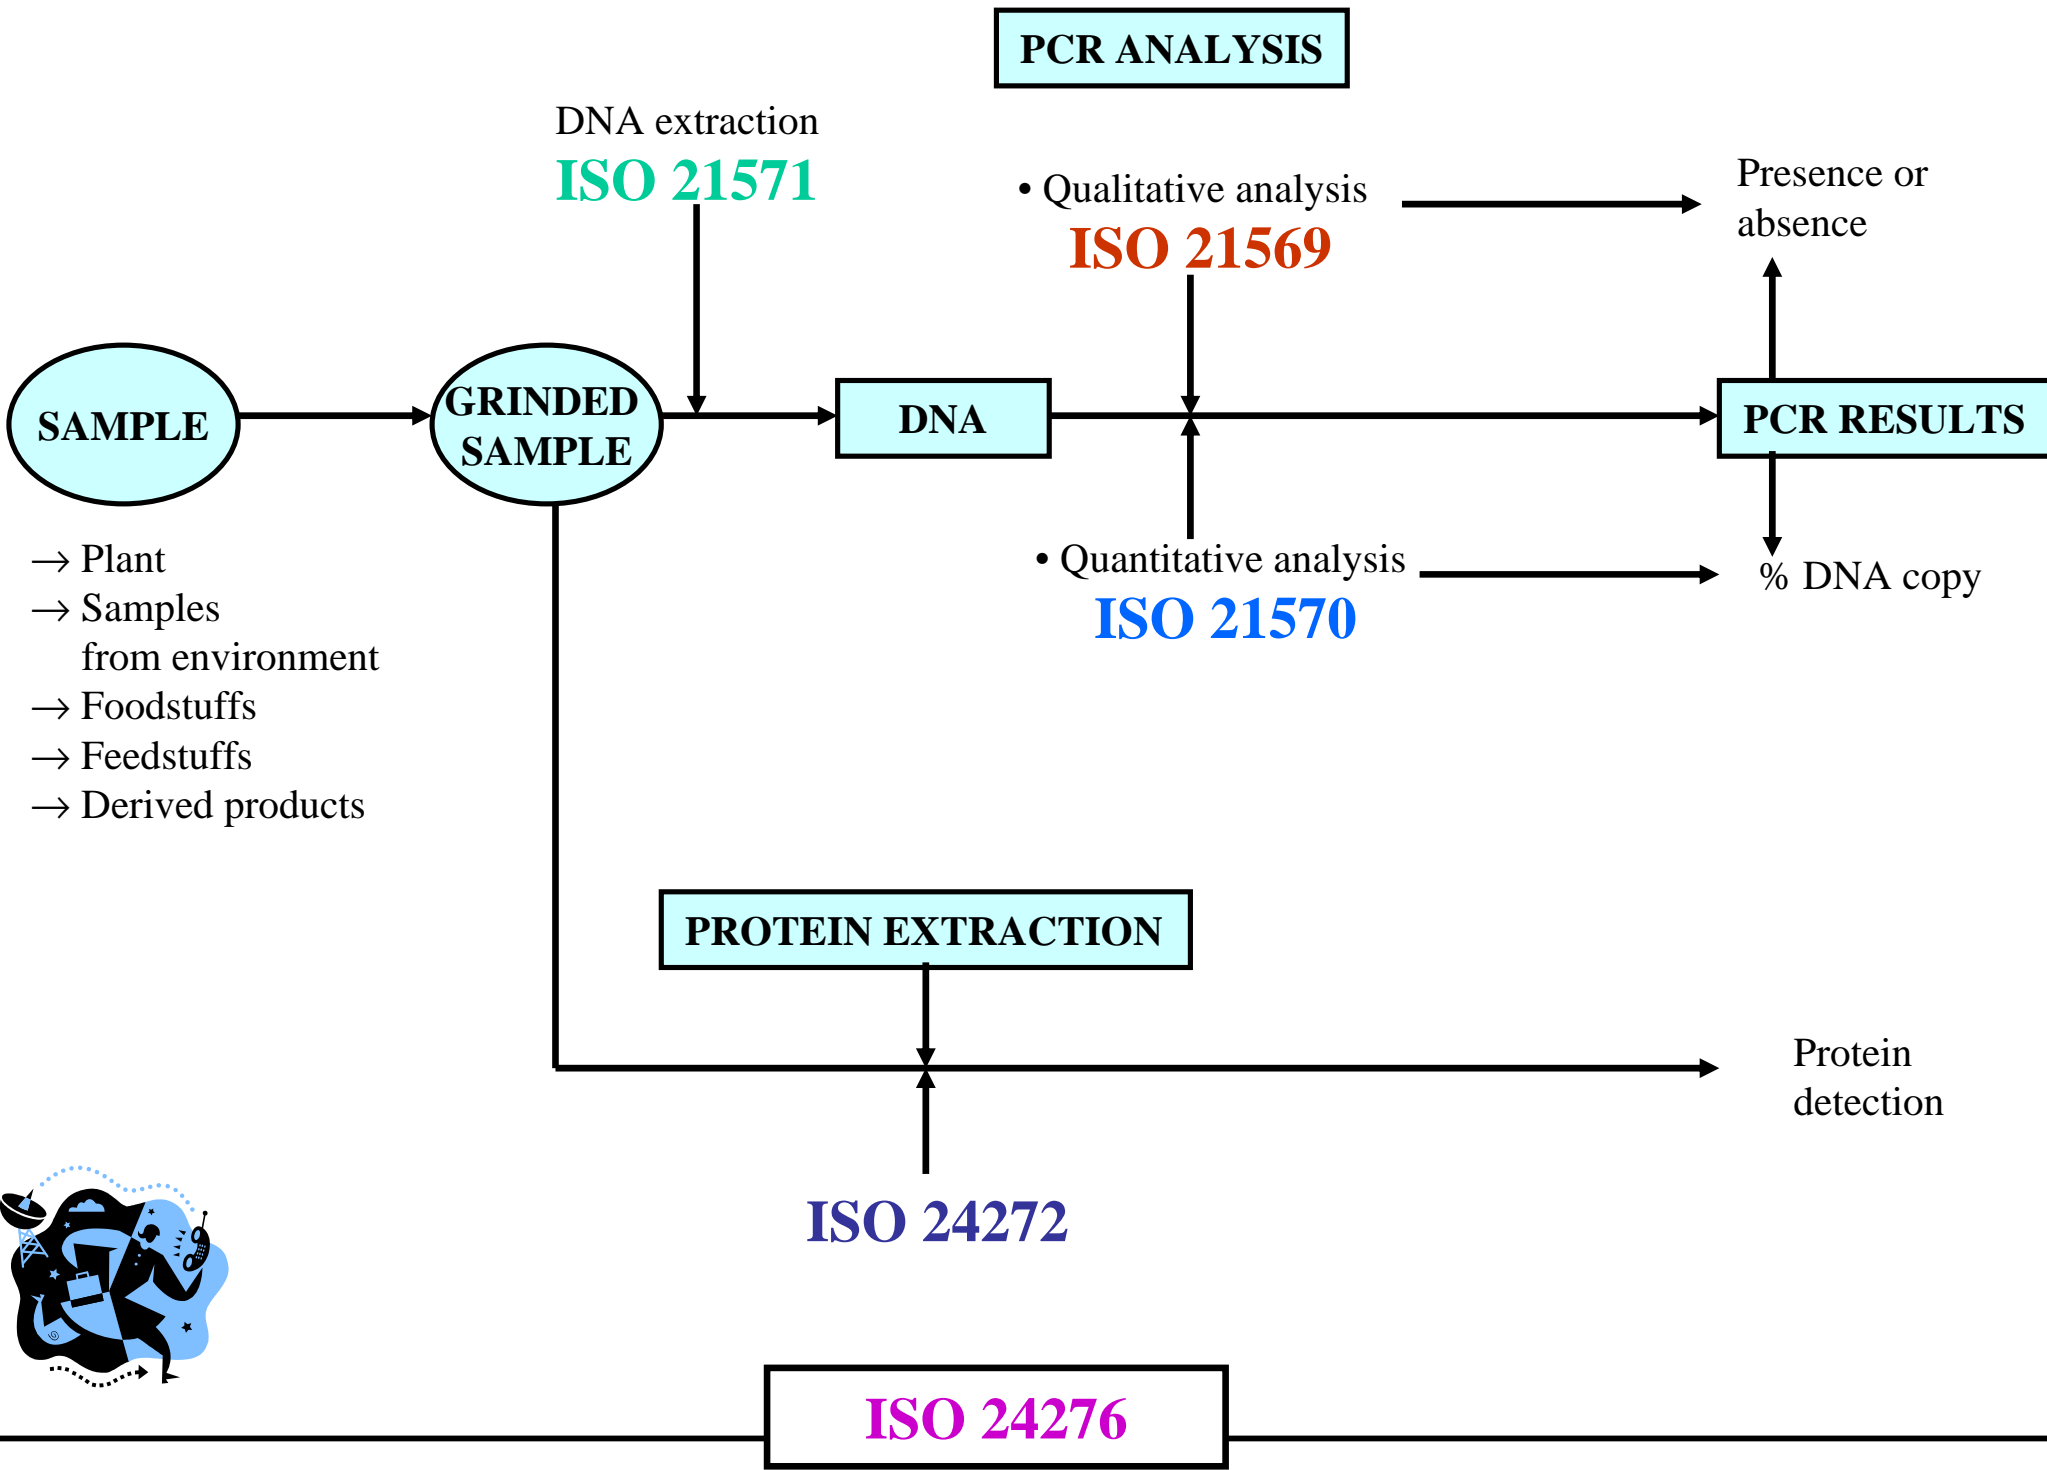 PCR ANALYSIS
DNA extraction
ISO 21571
• Qualitative analysis
ISO 21569
Presence or
absence
SAMPLE
GRINDED
SAMPLE
DNA
PCR RESULTS
→ Plant
→ Samples
from environment
→ Foodstuffs
→ Feedstuffs
→ Derived products
• Quantitative analysis
ISO 21570
% DNA copy
PROTEIN EXTRACTION
Protein
detection
ISO 24272
ISO 24276